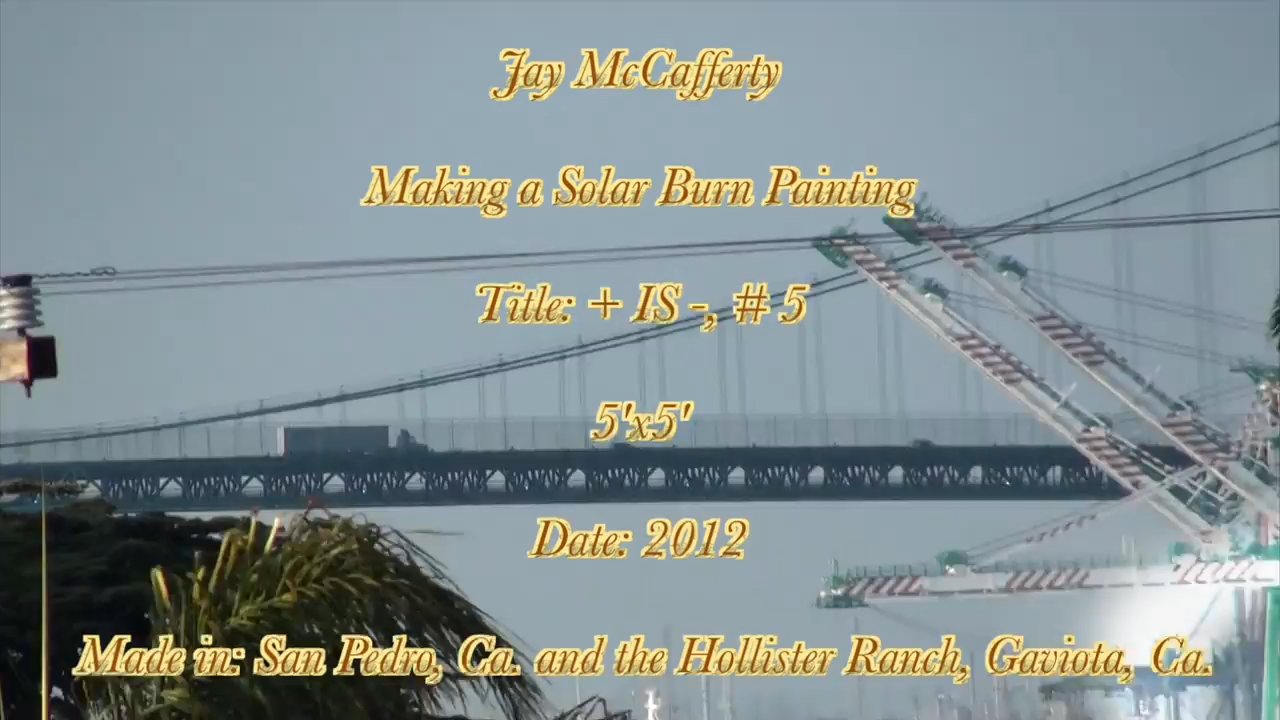 Jay McCafferty
Making a Solar Burn Painting
Title: + IS -, # 5
5'x5'
Date: 2012
Made in: San Pedro, Ca. and the Hollister Ranch, Gaviota, Ca.